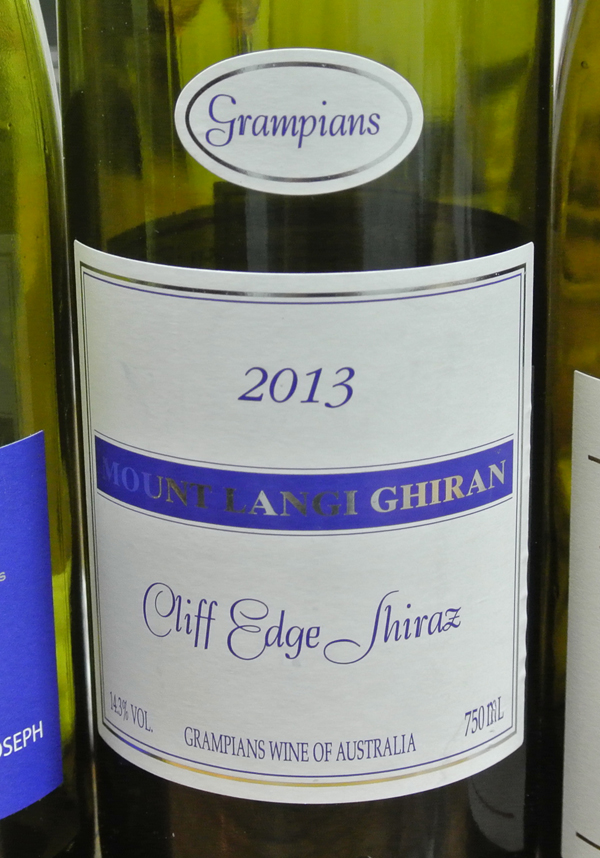 Grampians
2013
MOUNT LANGI GHIRAN
Cliff Edge Shiraz
14.3% VOL.
750 mL
GRAMPIANS WINE OF AUSTRALIA
OSEPH